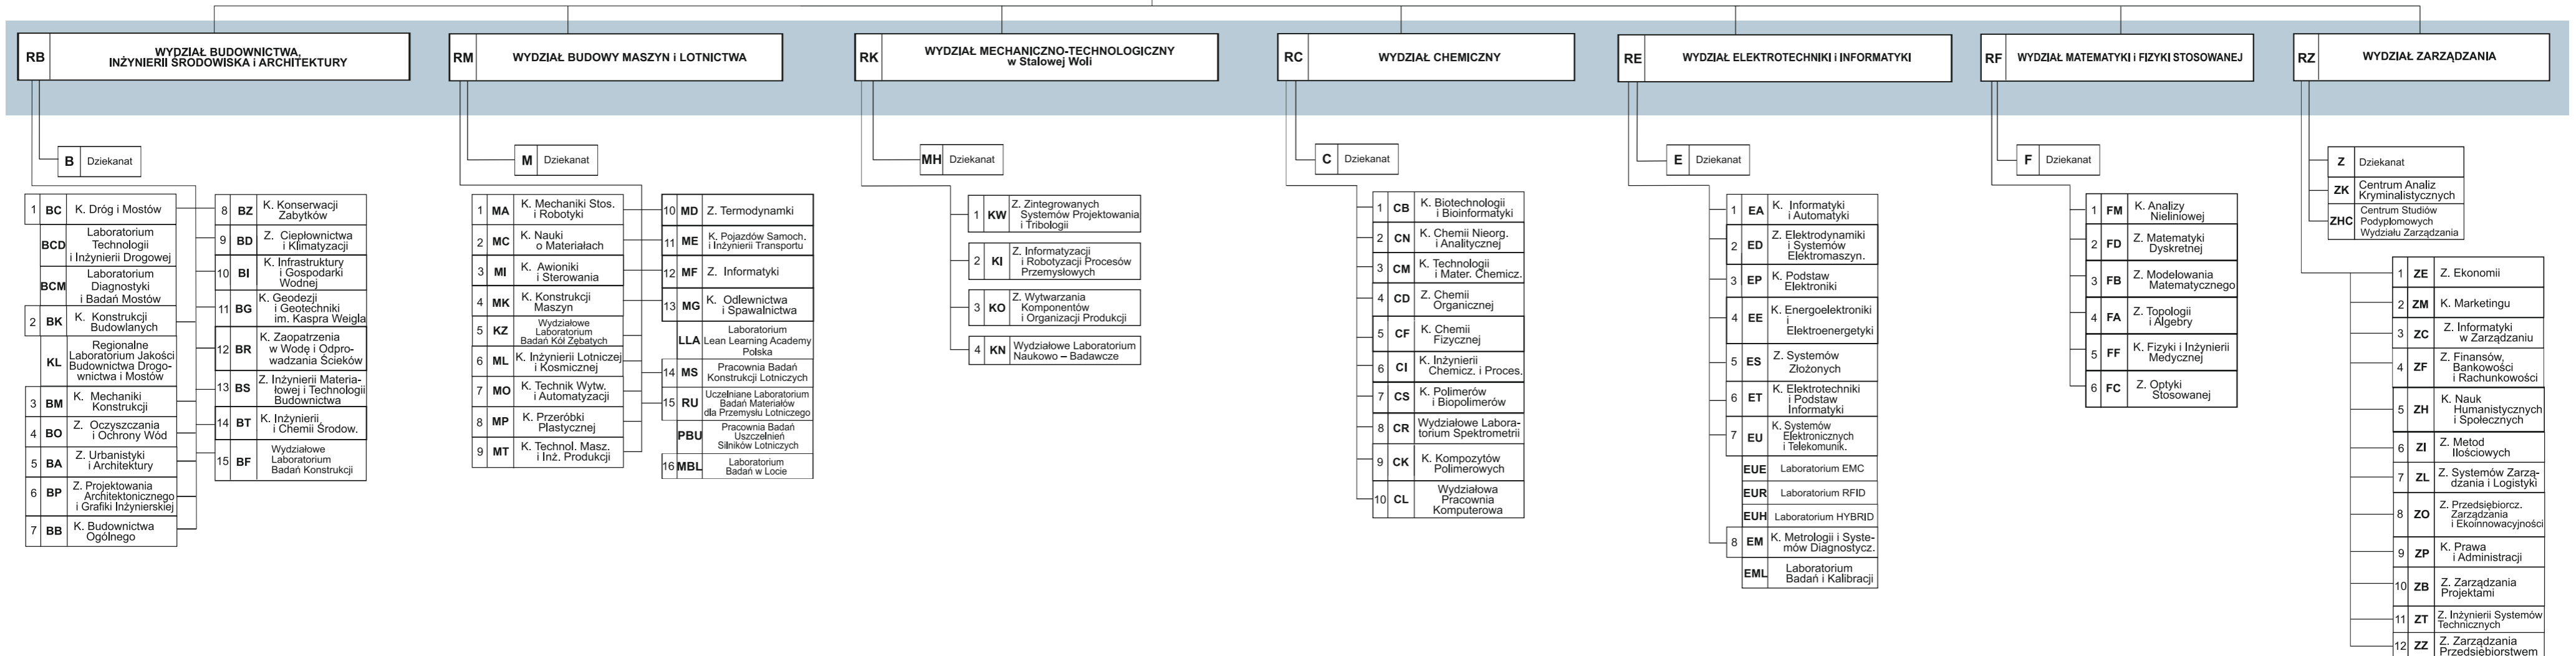 RB
WYDZIAŁ BUDOWNICTWA,
INŻYNIERII ŚRODOWISKA i ARCHITEKTURY
B Dziekanat
1 BC K. Dróg i Mostów
BCD Laboratorium
Technologii
i Inżynierii Drogowej
BCM Laboratorium
Diagnostyki
i Badań Mostów
2 BK K. Konstrukcji
Budowlanych
KL Regionalne
Laboratorium Jakości
Budownictwa Drogo-
wnictwa i Mostów
3 BM K. Mechaniki
Konstrukcji
4 BO Z. Oczyszczania
i Ochrony Wód
5 BA Z. Urbanistyki
i Architektury
6 BP Z. Projektowania
Architektonicznego
i Grafiki Inżynierskiej
7 BB K. Budownictwa
Ogólnego
8 BZ K. Konserwacji
Zabytków
9 BD Z. Ciepłownictwa
i Klimatyzacji
10 BI K. Infrastruktury
i Gospodarki
Wodnej
11 BG K. Geodezji
i Geotechniki
im. Kaspra Weigla
12 BR K. Zaopatrzenia
w Wodę i Odpro-
wadzania Ścieków
13 BS Z. Inżynierii Materia-
łowej i Technologii
Budownictwa
14 BT K. Inżynierii
i Chemii Środow.
15 BF Wydziałowe
Laboratorium
Badań Konstrukcji
RM
WYDZIAŁ BUDOWY MASZYN i LOTNICTWA
M Dziekanat
1 MA K. Mechaniki Stos.
i Robotyki
2 MC K. Nauki
o Materiałach
3 MI K. Awioniki
i Sterowania
4 MK K. Konstrukcji
Maszyn
5 KZ Wydziałowe
Laboratorium
Badań Kół Zębatych
6 ML K. Inżynierii Lotniczej
i Kosmicznej
7 MO K. Technik Wytw.
i Automatyzacji
8 MP K. Przeróbki
Plastycznej
9 MT K. Technol. Masz.
i Inż. Produkcji
10 MD Z. Termodynamki
11 ME K. Pojazdów Samoch.
i Inżynierii Transportu
12 MF Z. Informatyki
13 MG K. Odlewnictwa
i Spawalnictwa
LLA Laboratorium
Lean Learning Academy
Polska
14 MS Pracownia Badań
Konstrukcji Lotniczych
15 RU Uczelniane Laboratorium
Badań Materiałów
dla Przemysłu Lotniczego
PBU Pracownia Badań
Uszczelnień
Silników Lotniczych
16 MBL Laboratorium
Badań w Locie
RK
WYDZIAŁ MECHANICZNO-TECHNOLOGICZNY
w Stalowej Woli
MH Dziekanat
1 KW Z. Zintegrowanych
Systemów Projektowania
i Tribologii
2 KI Z. Informatyzacji
i Robotyzacji Procesów
Przemysłowych
3 KO Z. Wytwarzania
Komponentów
i Organizacji Produkcji
4 KN Wydziałowe Laboratorium
Naukowo – Badawcze
RC
WYDZIAŁ CHEMICZNY
C Dziekanat
1 CB K. Biotechnologii
i Bioinformatyki
2 CN K. Chemii Nieorg.
i Analitycznej
3 CM K. Technologii
i Mater. Chemicz.
4 CD Z. Chemii
Organicznej
5 CF K. Chemii
Fizycznej
6 CI K. Inżynierii
Chemicz. i Proces.
7 CS K. Polimerów
i Biopolimerów
8 CR Wydziałowe Labora-
torium Spektrometrii
9 CK K. Kompozytów
Polimerowych
10 CL Wydziałowa
Pracownia
Komputerowa
RE
WYDZIAŁ ELEKTROTECHNIKI i INFORMATYKI
E Dziekanat
1 EA K. Informatyki
i Automatyki
2 ED Z. Elektrodynamiki
i Systemów
Elektromaszyn.
3 EP K. Podstaw
Elektroniki
4 EE K. Energoelektroniki
i
Elektroenergetyki
5 ES Z. Systemów
Złożonych
6 ET K. Elektrotechniki
i Podstaw
Informatyki
7 EU K. Systemów
Elektronicznych
i Telekomunik.
EUE Laboratorium EMC
EUR Laboratorium RFID
EUH Laboratorium HYBRID
8 EM K. Metrologii i Syste-
mów Diagnostycz.
EML Laboratorium
Badań i Kalibracji
RF
WYDZIAŁ MATEMATYKI i FIZYKI STOSOWANEJ
F Dziekanat
1 FM K. Analizy
Nieliniowej
2 FD Z. Matematyki
Dyskretnej
3 FB Z. Modelowania
Matematycznego
4 FA Z. Topologii
i Algebry
5 FF K. Fizyki i Inżynierii
Medycznej
6 FC Z. Optyki
Stosowanej
RZ
WYDZIAŁ ZARZĄDZANIA
Z Dziekanat
ZK Centrum Analiz
Kryminalistycznych
ZHC Centrum Studiów
Podyplomowych
Wydziału Zarządzania
1 ZE Z. Ekonomii
2 ZM K. Marketingu
3 ZC Z. Informatyki
w Zarządzaniu
4 ZF Z. Finansów,
Bankowości
i Rachunkowości
5 ZH K. Nauk
Humanistycznych
i Społecznych
6 ZI Z. Metod
Ilościowych
7 ZL Z. Systemów Zarzą-
dzania i Logistyki
8 ZO Z. Przedsiębiorcz.
Zarządzania
i Ekoinnowacyjności
9 ZP K. Prawa
i Administracji
10 ZB Z. Zarządzania
Projektami
11 ZT Z. Inżynierii Systemów
Technicznych
12 ZZ Z. Zarządzania
Przedsiębiorstwem